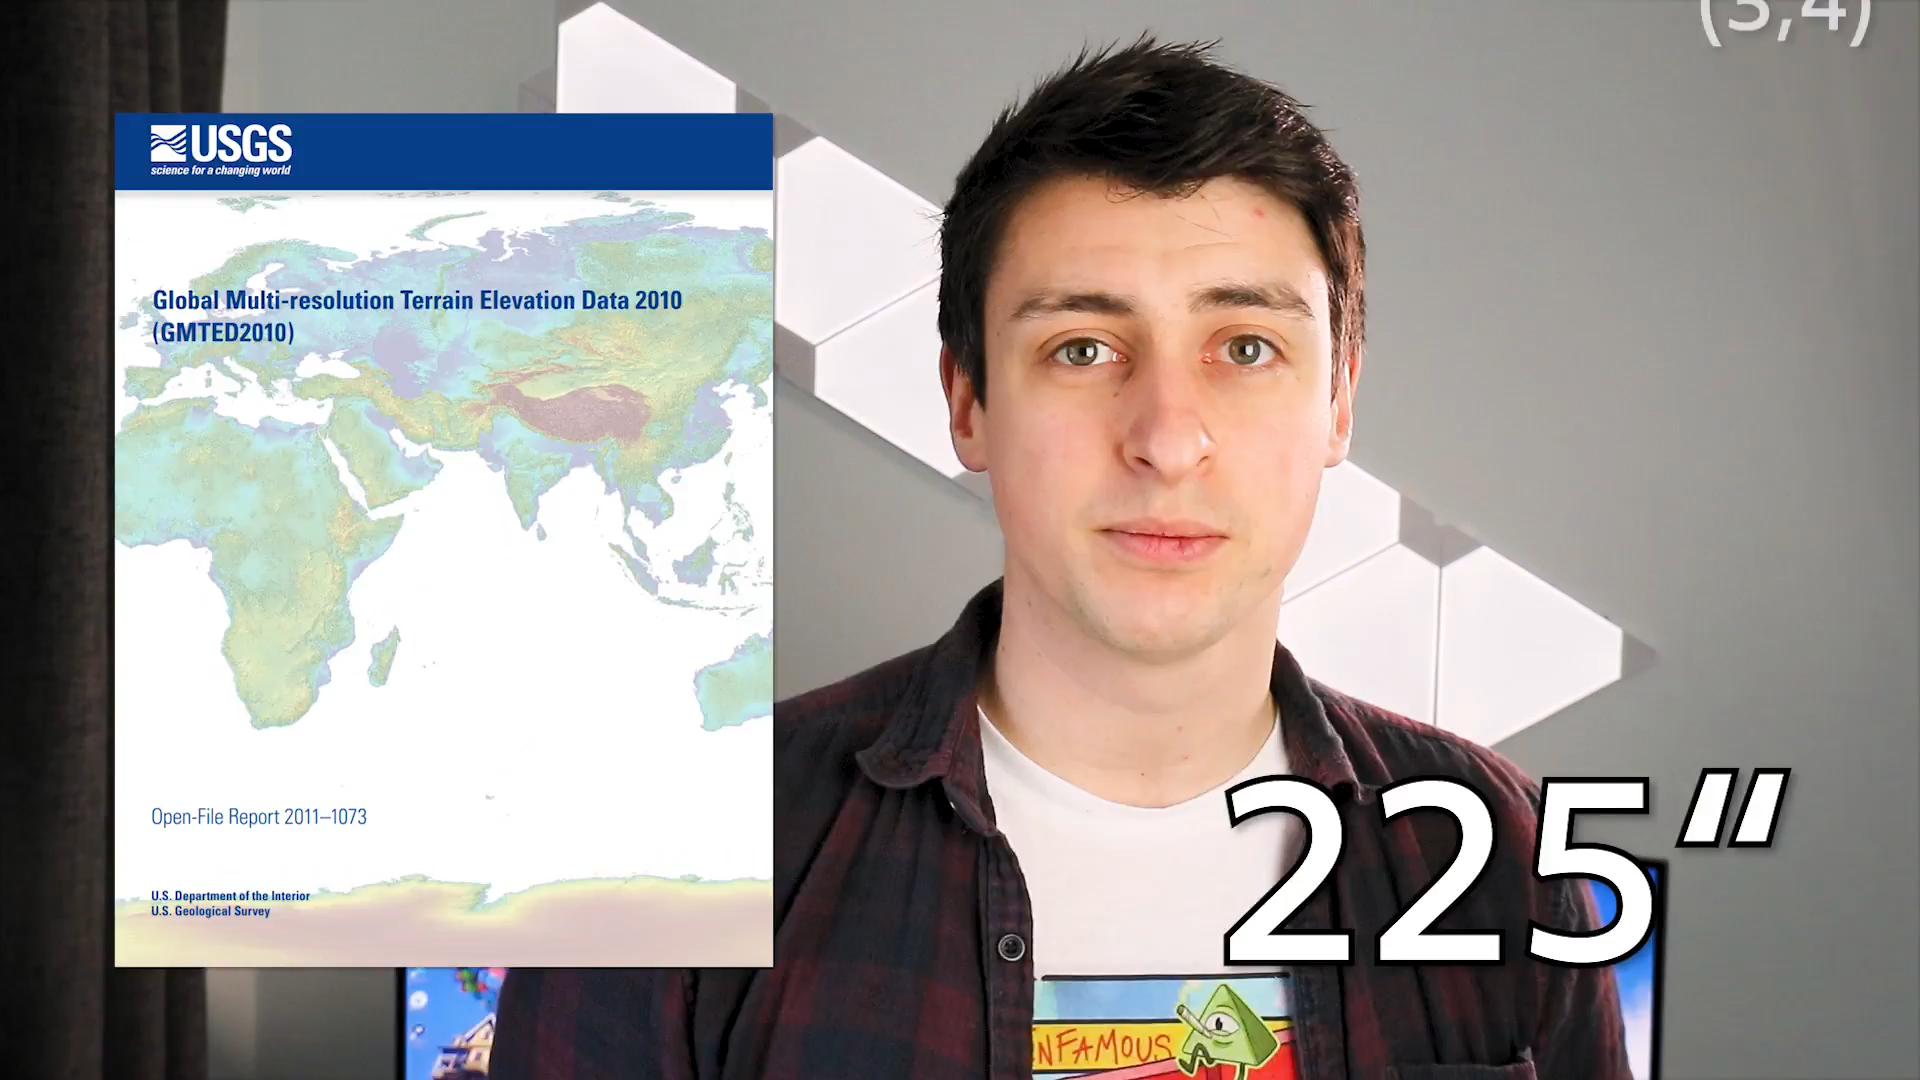 (3,4)
USGS
science for a changing world
Global Multi-resolution Terrain Elevation Data 2010
(GMTED2010)
Open-File Report 2011–1073
U.S. Department of the Interior
U.S. Geological Survey
225“
INFAMOUS